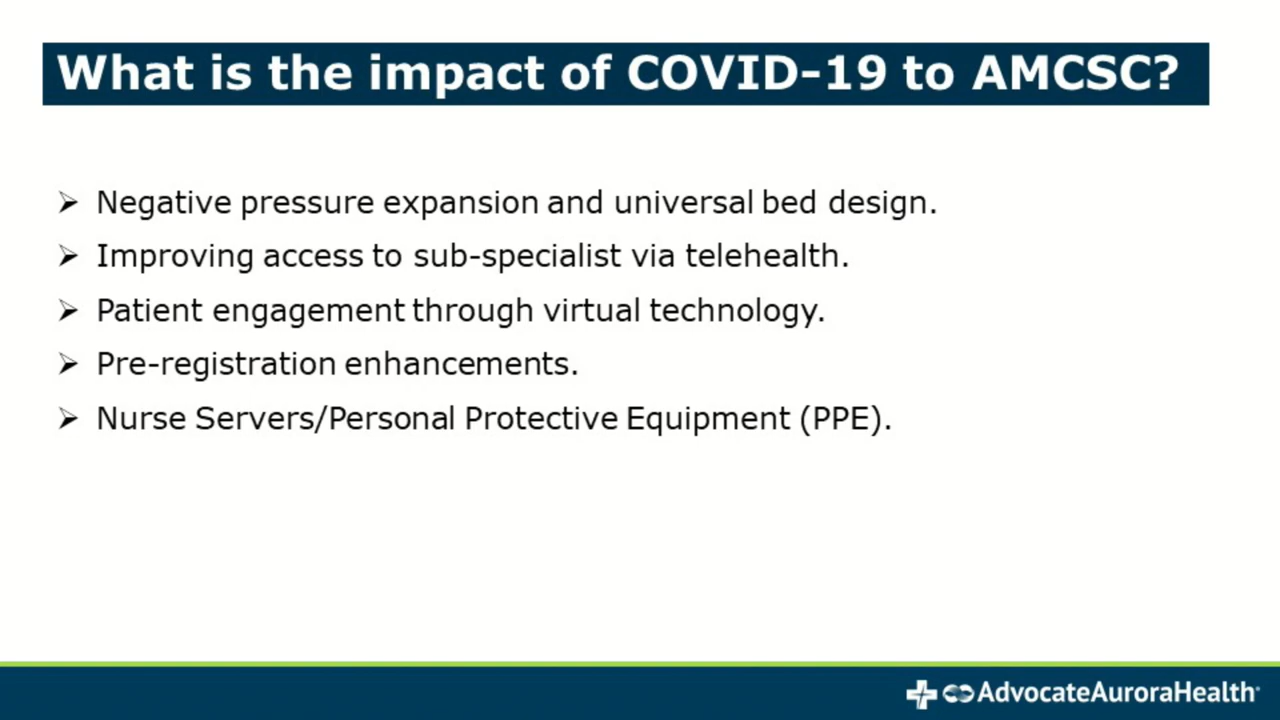 What is the impact of COVID-19 to AMCSC?
Negative pressure expansion and universal bed design.
Improving access to sub-specialist via telehealth.
Patient engagement through virtual technology.
Pre-registration enhancements.
Nurse Servers/Personal Protective Equipment (PPE).
AdvocateAuroraHealth